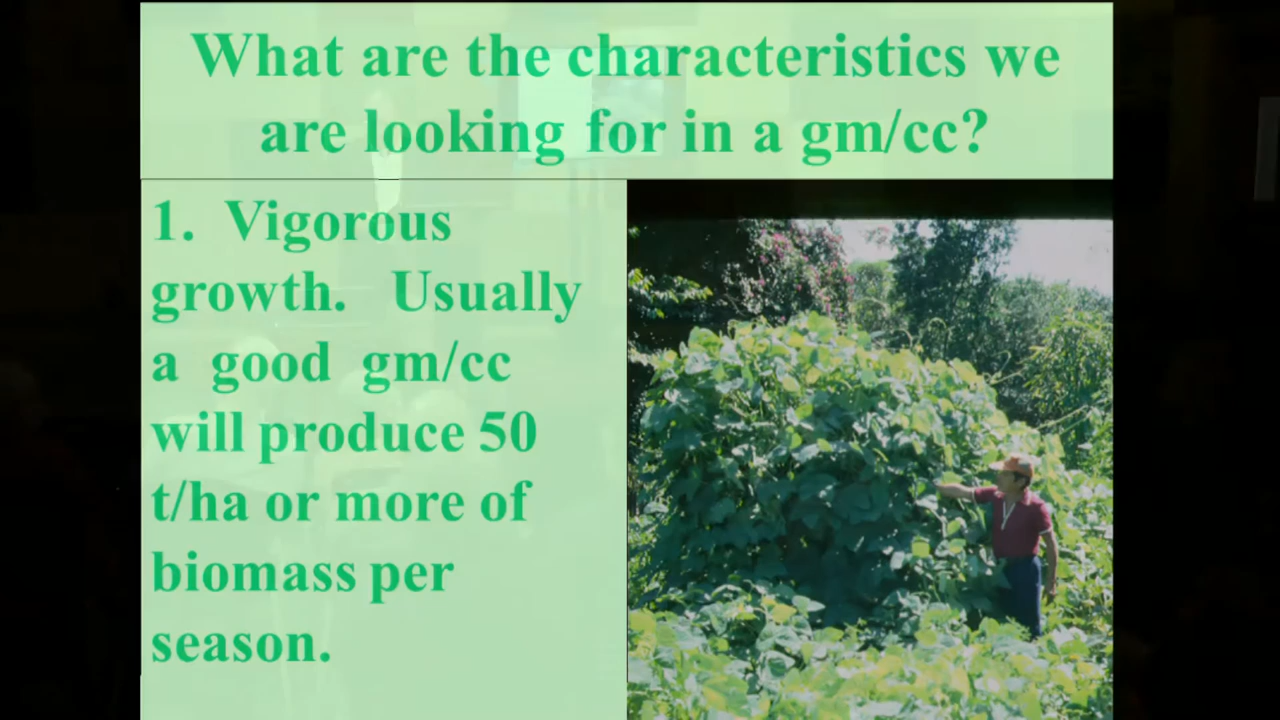 What are the characteristics we
are looking for in a gm/cc?
1. Vigorous
growth. Usually
a good gm/cc
will produce 50
t/ha or more of
biomass per
season.